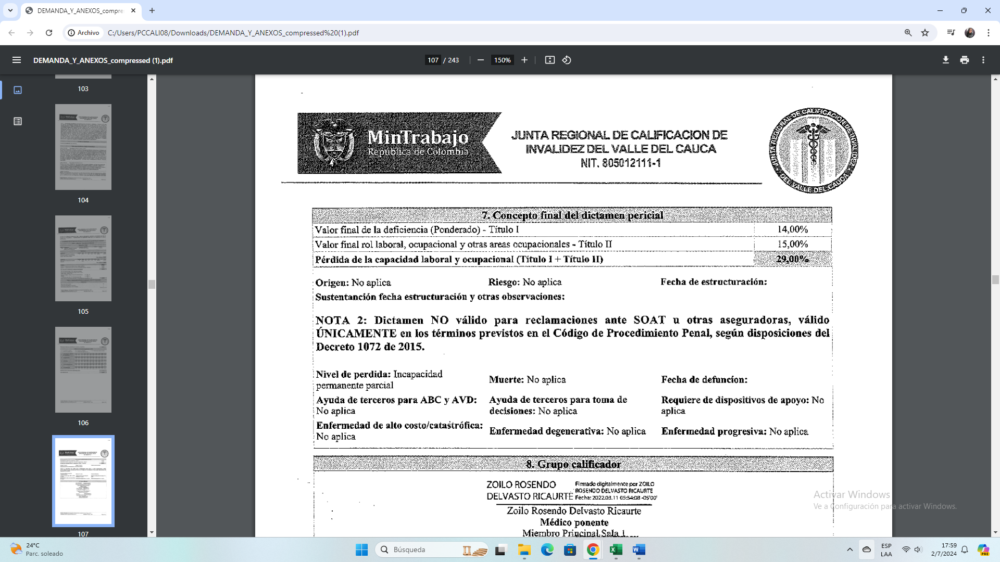 DEMANDA_Y_ANEXOS_compre
Archivo
C:/Users/PCCALI08/Downloads/DEMANDA_Y_ANEXOS_compressed%20(1).pdf
DEMANDA_Y_ANEXOS_compressed (1).pdf
107 / 243
150%
103
104
105
106
107
MinTrabajo
República de Colombia
JUNTA REGIONAL DE CALIFICACION DE
INVALIDEZ DEL VALLE DEL CAUCA
NIT. 805012111-1
JUNTA REGIONAL DE CALIFICACION DE INVALIDEZ
DEL VALLE DEL CAUCA
7. Concepto final del dictamen pericial
Valor final de la deficiencia (Ponderado) - Título I 14,00%
Valor final rol laboral, ocupacional y otras areas ocupacionales - Título II 15,00%
Pérdida de la capacidad laboral y ocupacional (Título I + Título II) 29,00%
Origen: No aplica Riesgo: No aplica Fecha de estructuración:
Sustentanción fecha estructuración y otras observaciones:
NOTA 2: Dictamen NO válido para reclamaciones ante SOAT u otras aseguradoras, válido
ÚNICAMENTE en los términos previstos en el Código de Procedimiento Penal, según disposiciones del
Decreto 1072 de 2015.
Nivel de perdida: Incapacidad
permanente parcial
Muerte: No aplica
Fecha de defuncíon:
Ayuda de terceros para ABC y AVD:
No aplica
Ayuda de terceros para toma de
decisiones: No aplica
Requiere de dispositivos de apoyo: No
aplica
Enfermedad de alto costo/catastrófica:
No aplica
Enfermedad degenerativa: No aplica
Enfermedad progresiva: No aplica
8. Grupo calificador
ZOILO ROSENDO
DELVASTO RICAURTE
Firmado digitalmente por ZOILO
ROSENDO DELVASTO RICAURTE
Fecha: 2022.03.11 05:54:08 -05'00'
Zoilo Rosendo Delvasto Ricaurte
Médico ponente
Miembro Principal Sala 1
Activar Windows
Ve a Configuración para activar Windows.
24°C
Parc. soleado
Búsqueda
ESP
LAA
17:59
2/7/2024
PRE